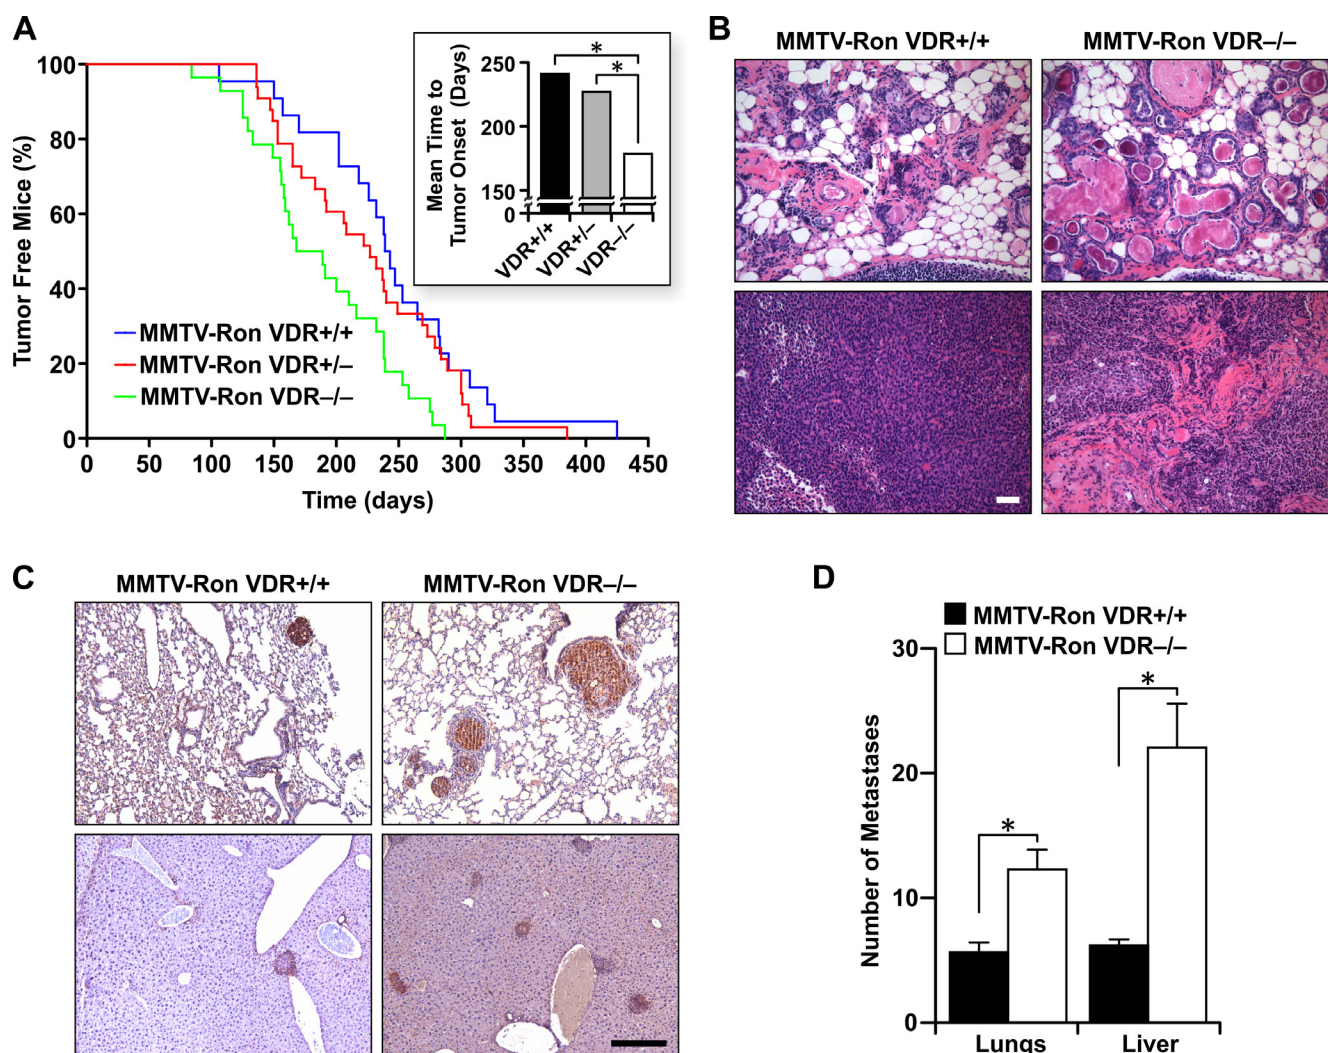 A
Tumor Free Mice (%)
100
80
60
40
20
0
0 50 100 150 200 250 300 350 400 450
Time (days)
MMTV-Ron VDR+/+
MMTV-Ron VDR+/–
MMTV-Ron VDR–/–
Mean Time to
Tumor Onset (Days)
250
200
150
0
*
*
VDR+/+
VDR+/–
VDR–/–
B
MMTV-Ron VDR+/+ MMTV-Ron VDR–/–
C
MMTV-Ron VDR+/+ MMTV-Ron VDR–/–
D
MMTV-Ron VDR+/+
MMTV-Ron VDR–/–
Number of Metastases
30
20
10
0
*
*
Lungs Liver